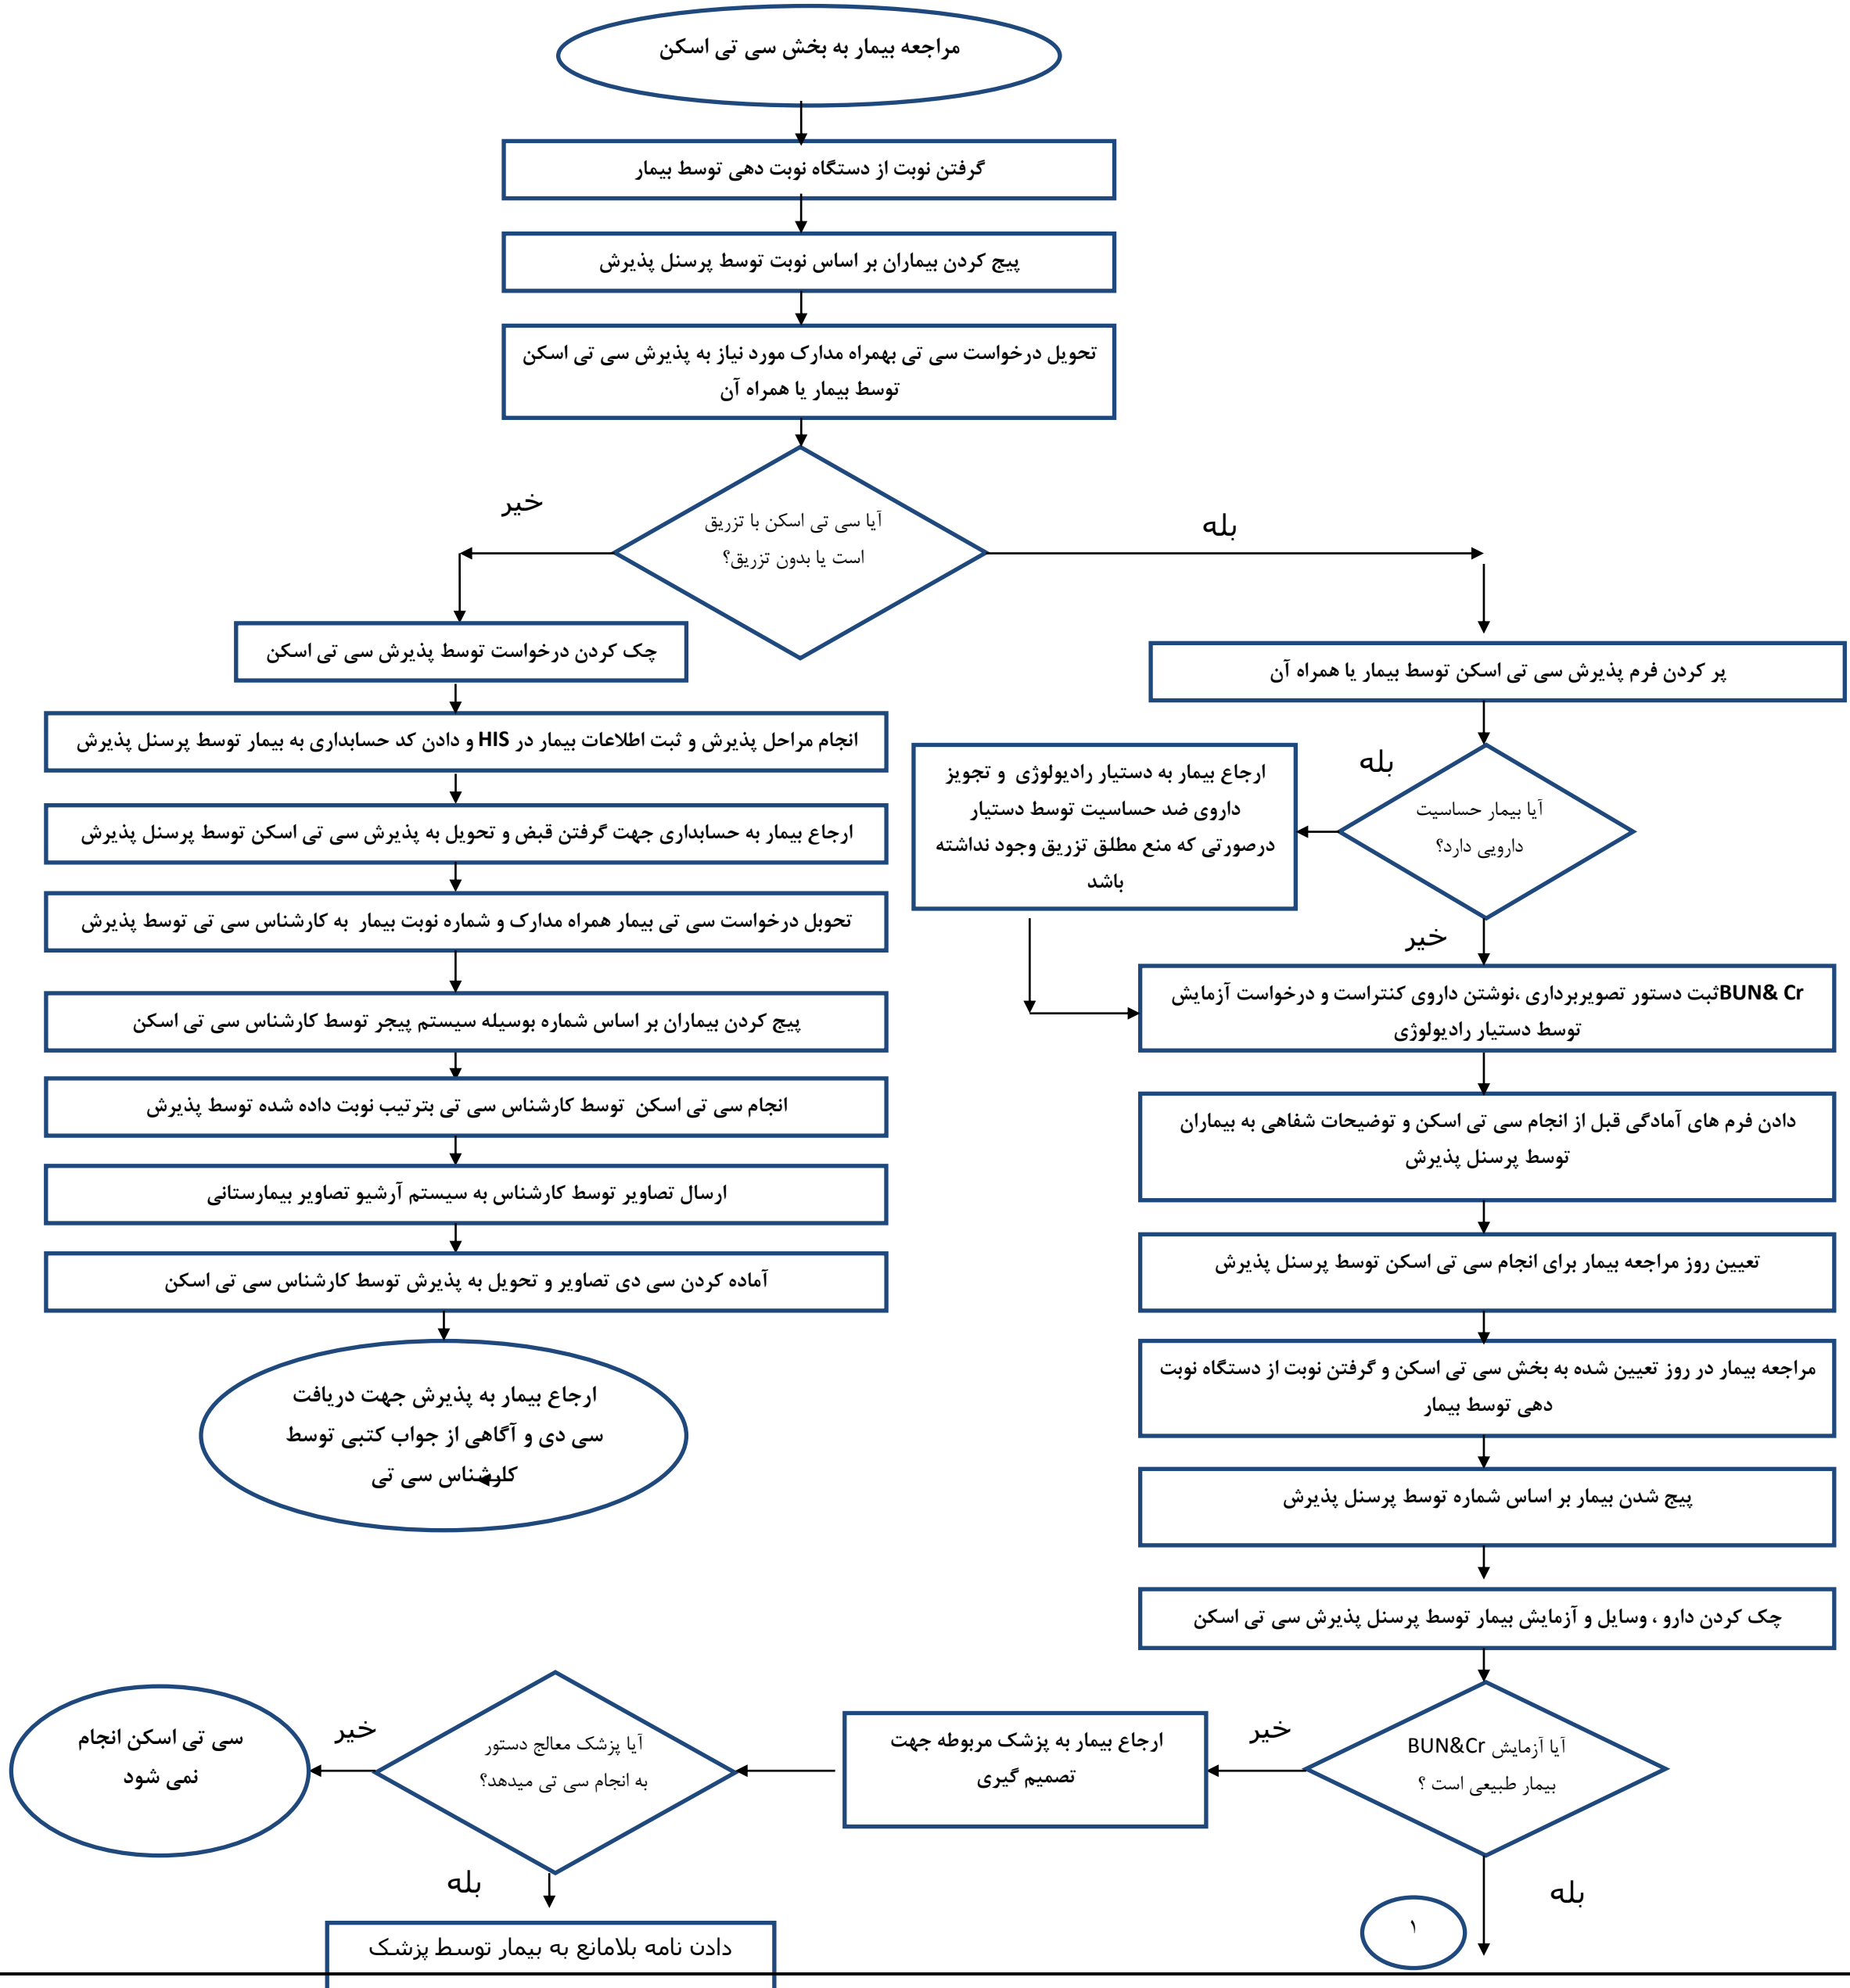 مراجعه بیمار به بخش سی تی اسکن
گرفتن نوبت از دستگاه نوبت دهی توسط بیمار
پیج کردن بیماران بر اساس نوبت توسط پرسنل پذیرش
تحویل درخواست سی تی بهمراه مدارک مورد نیاز به پذیرش سی تی اسکن
توسط بیمار یا همراه آن
آیا سی تی اسکن با تزریق
است یا بدون تزریق؟
خیر
بله
چک کردن درخواست توسط پذیرش سی تی اسکن
انجام مراحل پذیرش و ثبت اطلاعات بیمار در HIS و دادن کد حسابداری به بیمار توسط پرسنل پذیرش
ارجاع بیمار به حسابداری جهت گرفتن قبض و تحویل به پذیرش سی تی اسکن توسط پرسنل پذیرش
تحوبل درخواست سی تی بیمار همراه مدارک و شماره نوبت بیمار به کارشناس سی تی توسط پذیرش
پیج کردن بیماران بر اساس شماره بوسیله سیستم پیجر توسط کارشناس سی تی اسکن
انجام سی تی اسکن توسط کارشناس سی تی بترتیب نوبت داده شده توسط پذیرش
ارسال تصاویر توسط کارشناس به سیستم آرشیو تصاویر بیمارستانی
آماده کردن سی دی تصاویر و تحویل به پذیرش توسط کارشناس سی تی اسکن
ارجاع بیمار به پذیرش جهت دریافت
سی دی و آگاهی از جواب کتبی توسط
کارشناس سی تی
پر کردن فرم پذیرش سی تی اسکن توسط بیمار یا همراه آن
آیا بیمار حساسیت
دارویی دارد؟
بله
خیر
ارجاع بیمار به دستیار رادیولوژی و تجویز
داروی ضد حساسیت توسط دستیار
درصورتی که منع مطلق تزریق وجود نداشته
باشد
BUN& Crثبت دستور تصویربرداری ،نوشتن داروی کنتراست و درخواست آزمایش
توسط دستیار رادیولوژی
دادن فرم های آمادگی قبل از انجام سی تی اسکن و توضیحات شفاهی به بیماران
توسط پرسنل پذیرش
تعیین روز مراجعه بیمار برای انجام سی تی اسکن توسط پرسنل پذیرش
مراجعه بیمار در روز تعیین شده به بخش سی تی اسکن و گرفتن نوبت از دستگاه نوبت
دهی توسط بیمار
پیج شدن بیمار بر اساس شماره توسط پرسنل پذیرش
چک کردن دارو ، وسایل و آزمایش بیمار توسط پرسنل پذیرش سی تی اسکن
آیا آزمایش BUN&Cr
بیمار طبیعی است ؟
خیر
بله
۱
ارجاع بیمار به پزشک مربوطه جهت
تصمیم گیری
آیا پزشک معالج دستور
به انجام سی تی میدهد؟
خیر
بله
سی تی اسکن انجام
نمی شود
دادن نامه بلامانع به بیمار توسط پزشک